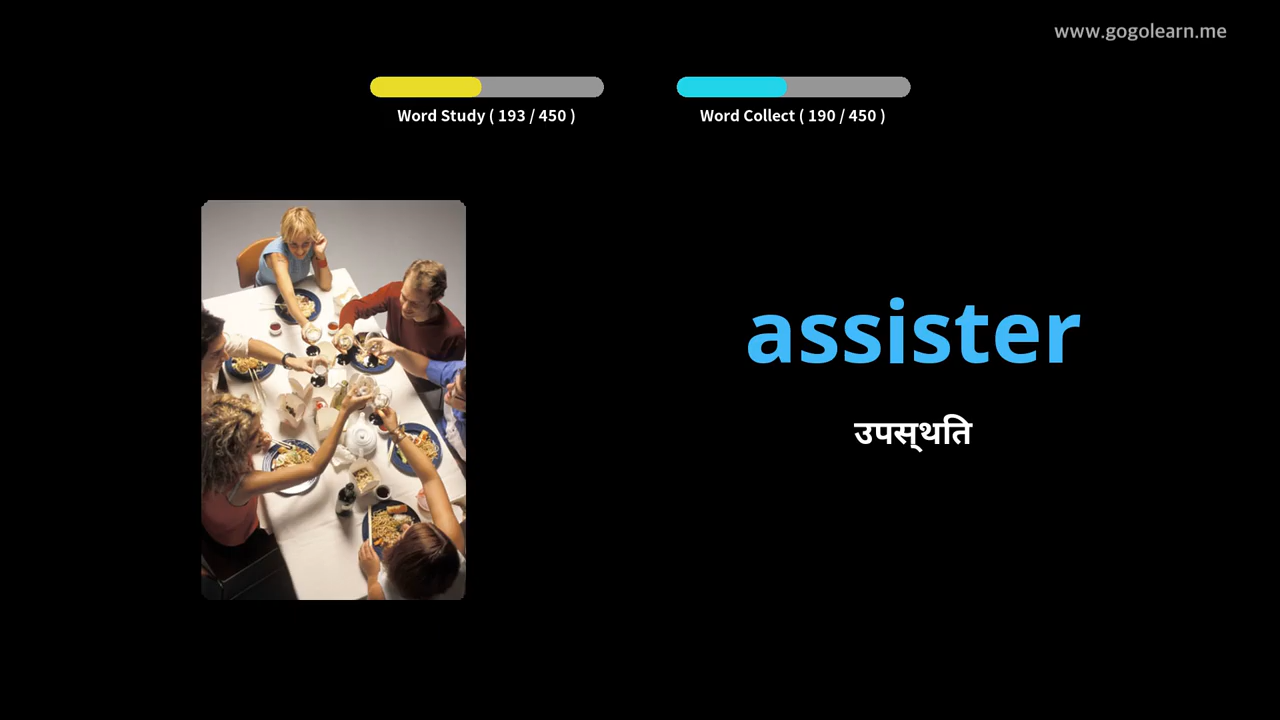 www.gogolearn.me
Word Study ( 193 / 450 )
Word Collect ( 190 / 450 )
assister
उपस्थति